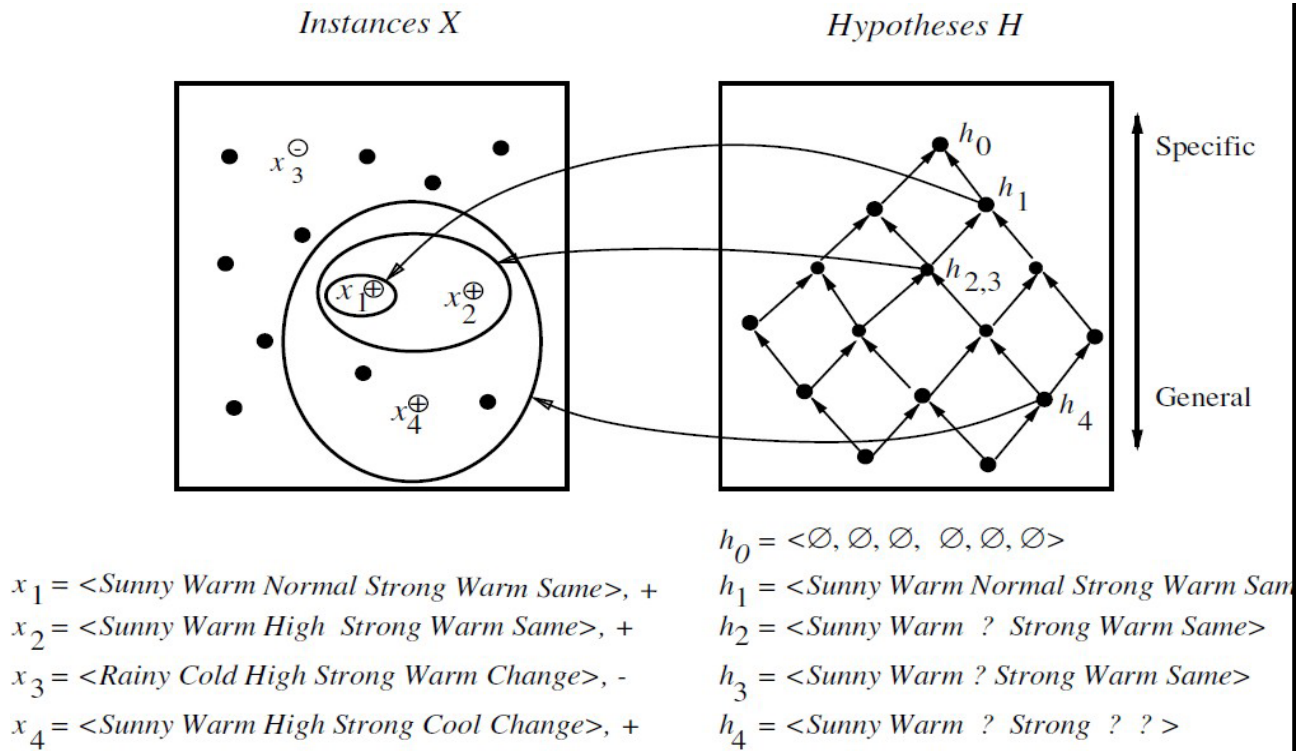 Instances X
Hypotheses H
x3 -
x1 +
x2 +
x4 +
h0
h1
h2,3
h4
Specific
General
h0 = <∅, ∅, ∅, ∅, ∅, ∅>
x1 = <Sunny Warm Normal Strong Warm Same>, +
h1 = <Sunny Warm Normal Strong Warm Sam
x2 = <Sunny Warm High Strong Warm Same>, +
h2 = <Sunny Warm ? Strong Warm Same>
x3 = <Rainy Cold High Strong Warm Change>, -
h3 = <Sunny Warm ? Strong Warm Same>
x4 = <Sunny Warm High Strong Cool Change>, +
h4 = <Sunny Warm ? Strong ? ? >